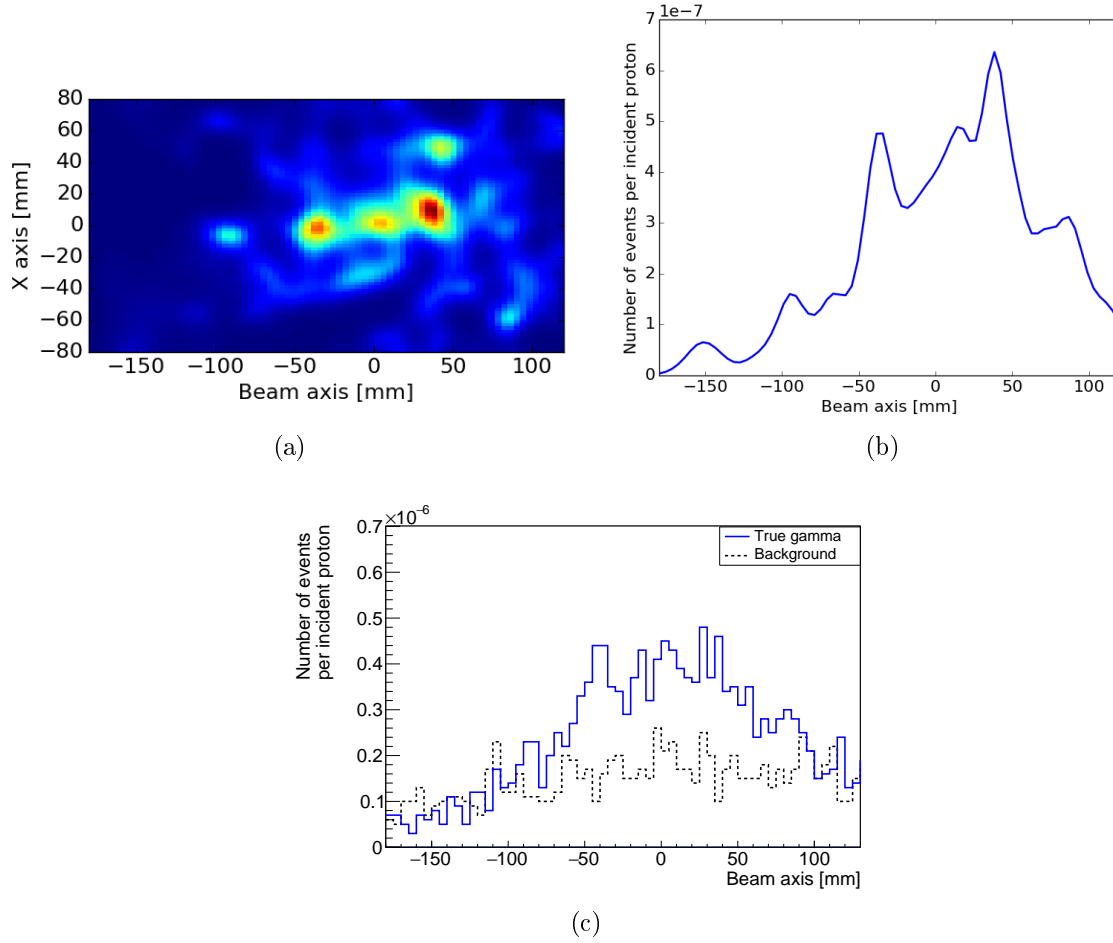 80
60
40
20
0
−20
−40
−60
−80
X axis [mm]
−150 −100 −50 0 50 100
Beam axis [mm]
(a)
1e-7
7
6
5
4
3
2
1
0
Number of events per incident proton
−150 −100 −50 0 50 100
Beam axis [mm]
(b)
×10⁻⁶
0.7
0.6
0.5
0.4
0.3
0.2
0.1
0
Number of events
per incident proton
True gamma
Background
−150 −100 −50 0 50 100
Beam axis [mm]
(c)